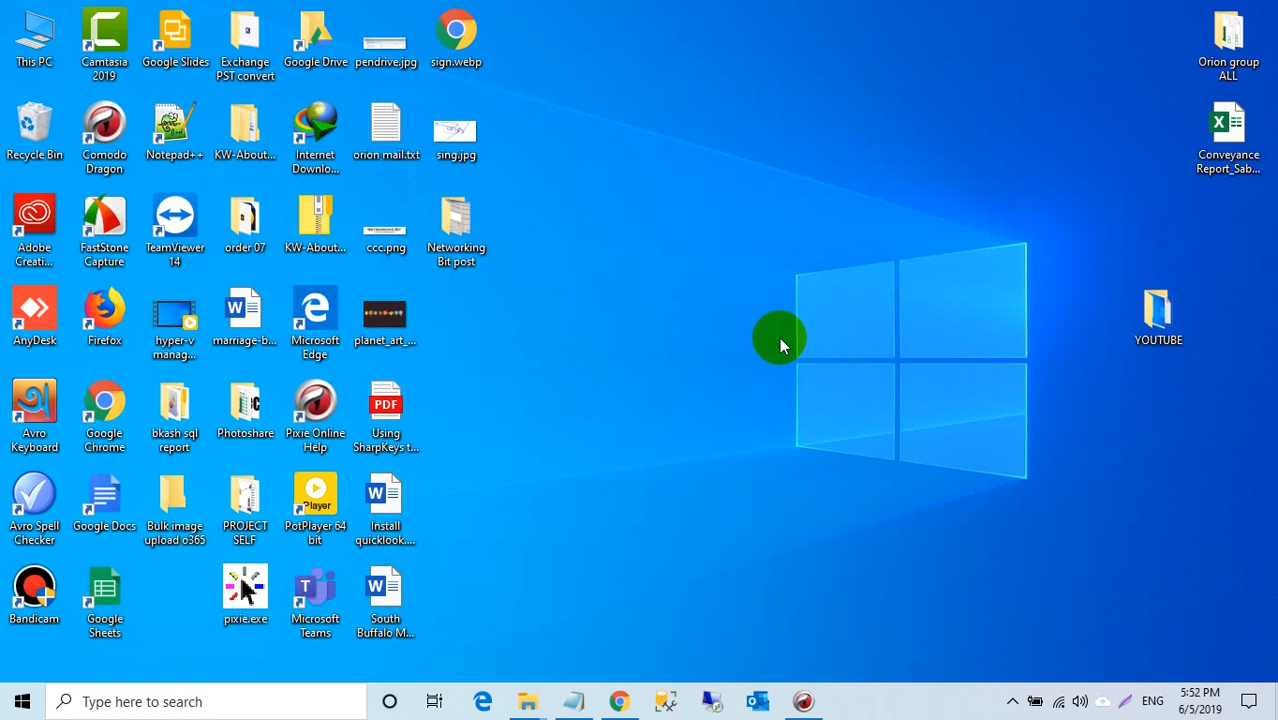 This PC
Camtasia
2019
Google Slides
Exchange
PST convert
Google Drive
pendrive.jpg
sign.webp
Orion group
ALL
Recycle Bin
Comodo
Dragon
Notepad++
KW-About...
Internet
Downlo...
orion mail.txt
sing.jpg
Conveyance
Report_Sab...
Adobe
Creati...
FastStone
Capture
TeamViewer
14
order 07
KW-About...
ccc.png
Networking
Bit post
AnyDesk
Firefox
hyper-v
manag...
marriage-b...
Microsoft
Edge
planet_art_...
YOUTUBE
Avro
Keyboard
Google
Chrome
bkash sql
report
Photoshare
Pixie Online
Help
PDF
Using
SharpKeys t...
Avro Spell
Checker
Google Docs
Bulk image
upload o365
PROJECT
SELF
Player
PotPlayer 64
bit
Install
quicklook....
Bandicam
Google
Sheets
pixie.exe
Microsoft
Teams
South
Buffalo M...
Type here to search
ENG
5:52 PM
6/5/2019